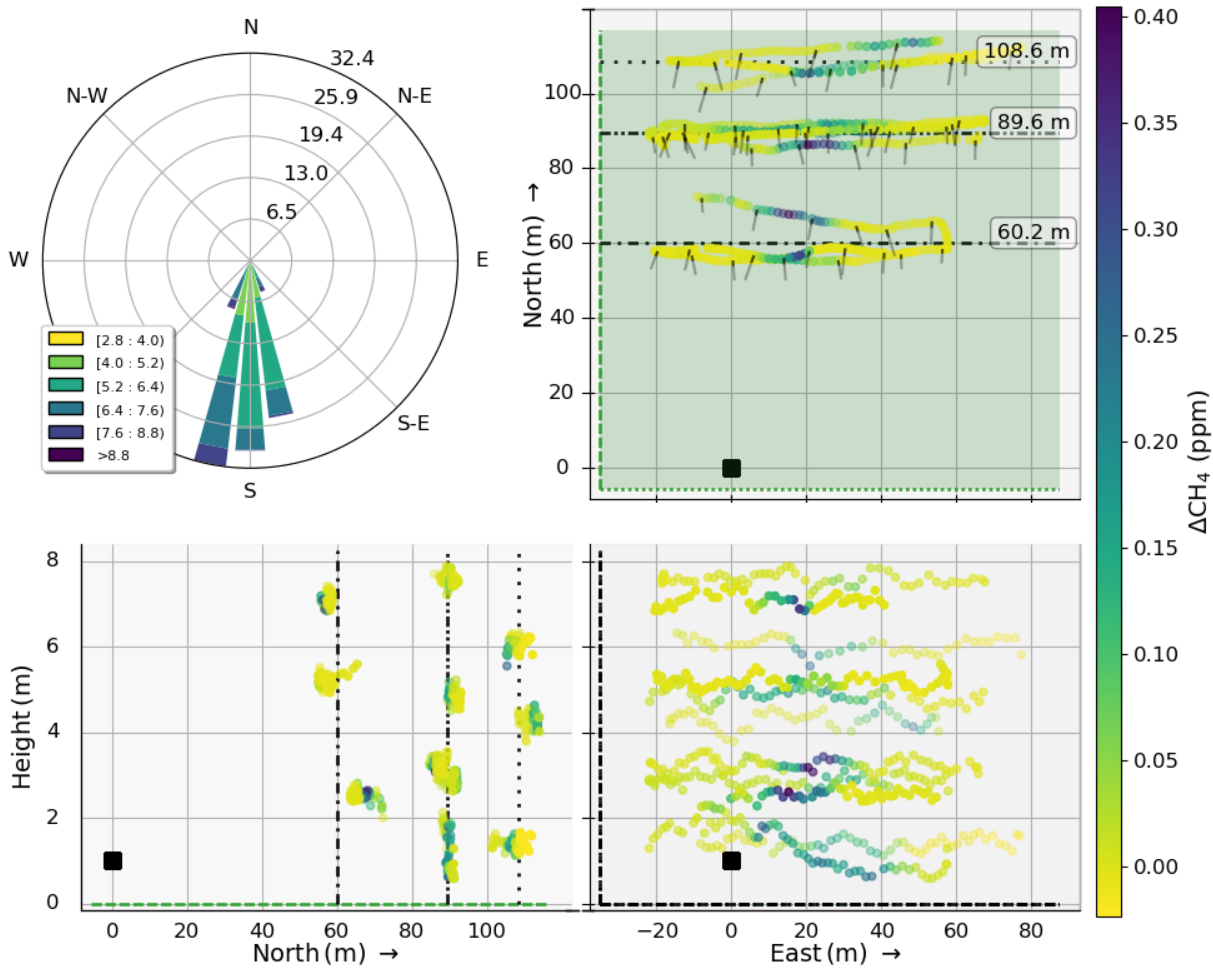 N
N-E
E
S-E
S
W
N-W
32.4
25.9
19.4
13.0
6.5
[2.8 : 4.0)
[4.0 : 5.2)
[5.2 : 6.4)
[6.4 : 7.6)
[7.6 : 8.8)
>8.8
North (m) →
100
80
60
40
20
0
108.6 m
89.6 m
60.2 m
0.40
0.35
0.30
0.25
0.20
0.15
0.10
0.05
0.00
ΔCH₄ (ppm)
Height (m) →
8
6
4
2
0
0
20
40
60
80
100
North (m) →
−20
0
20
40
60
80
East (m) →